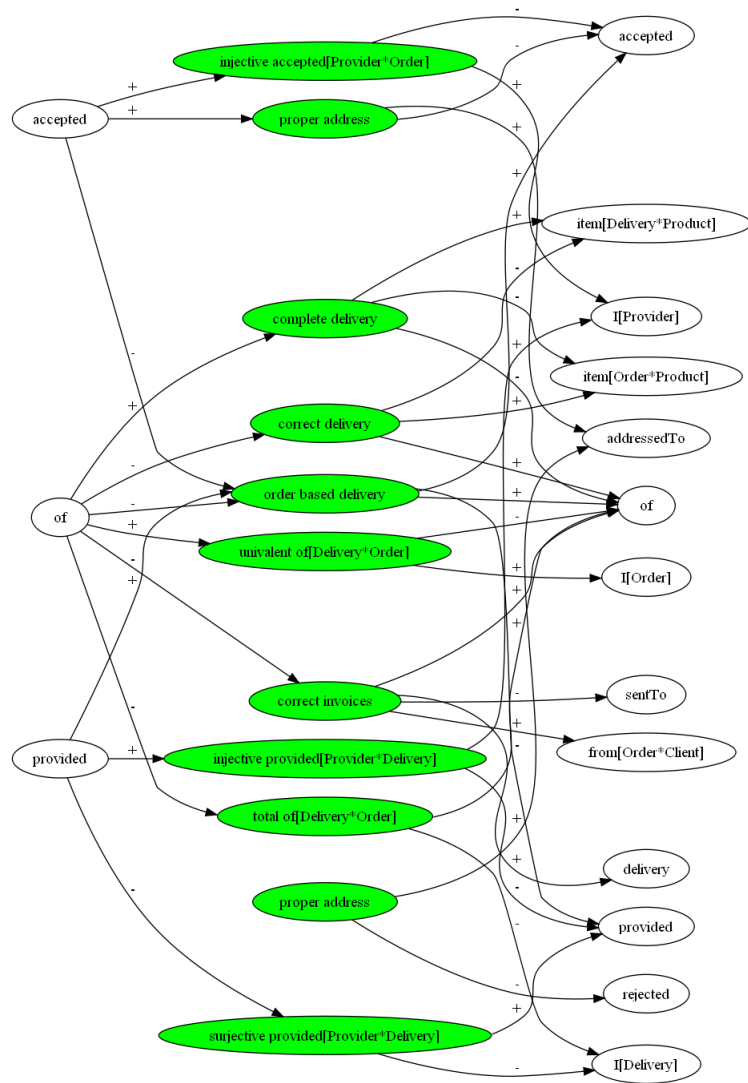 -
accepted
injective accepted[Provider*Order]
-
+
+
accepted
proper address
+
+
+
item[Delivery*Product]
-
complete delivery
-
I[Provider]
-
+
-
item[Order*Product]
+
+
correct delivery
addressedTo
-
+
order based delivery
+
of
-
+
-
univalent of[Delivery*Order]
of
-
+
+
+
I[Order]
+
correct invoices
-
sentTo
-
+
provided
+
injective provided[Provider*Delivery]
-
from[Order*Client]
total of[Delivery*Order]
+
+
delivery
-
proper address
-
-
provided
-
rejected
+
surjective provided[Provider*Delivery]
-
I[Delivery]